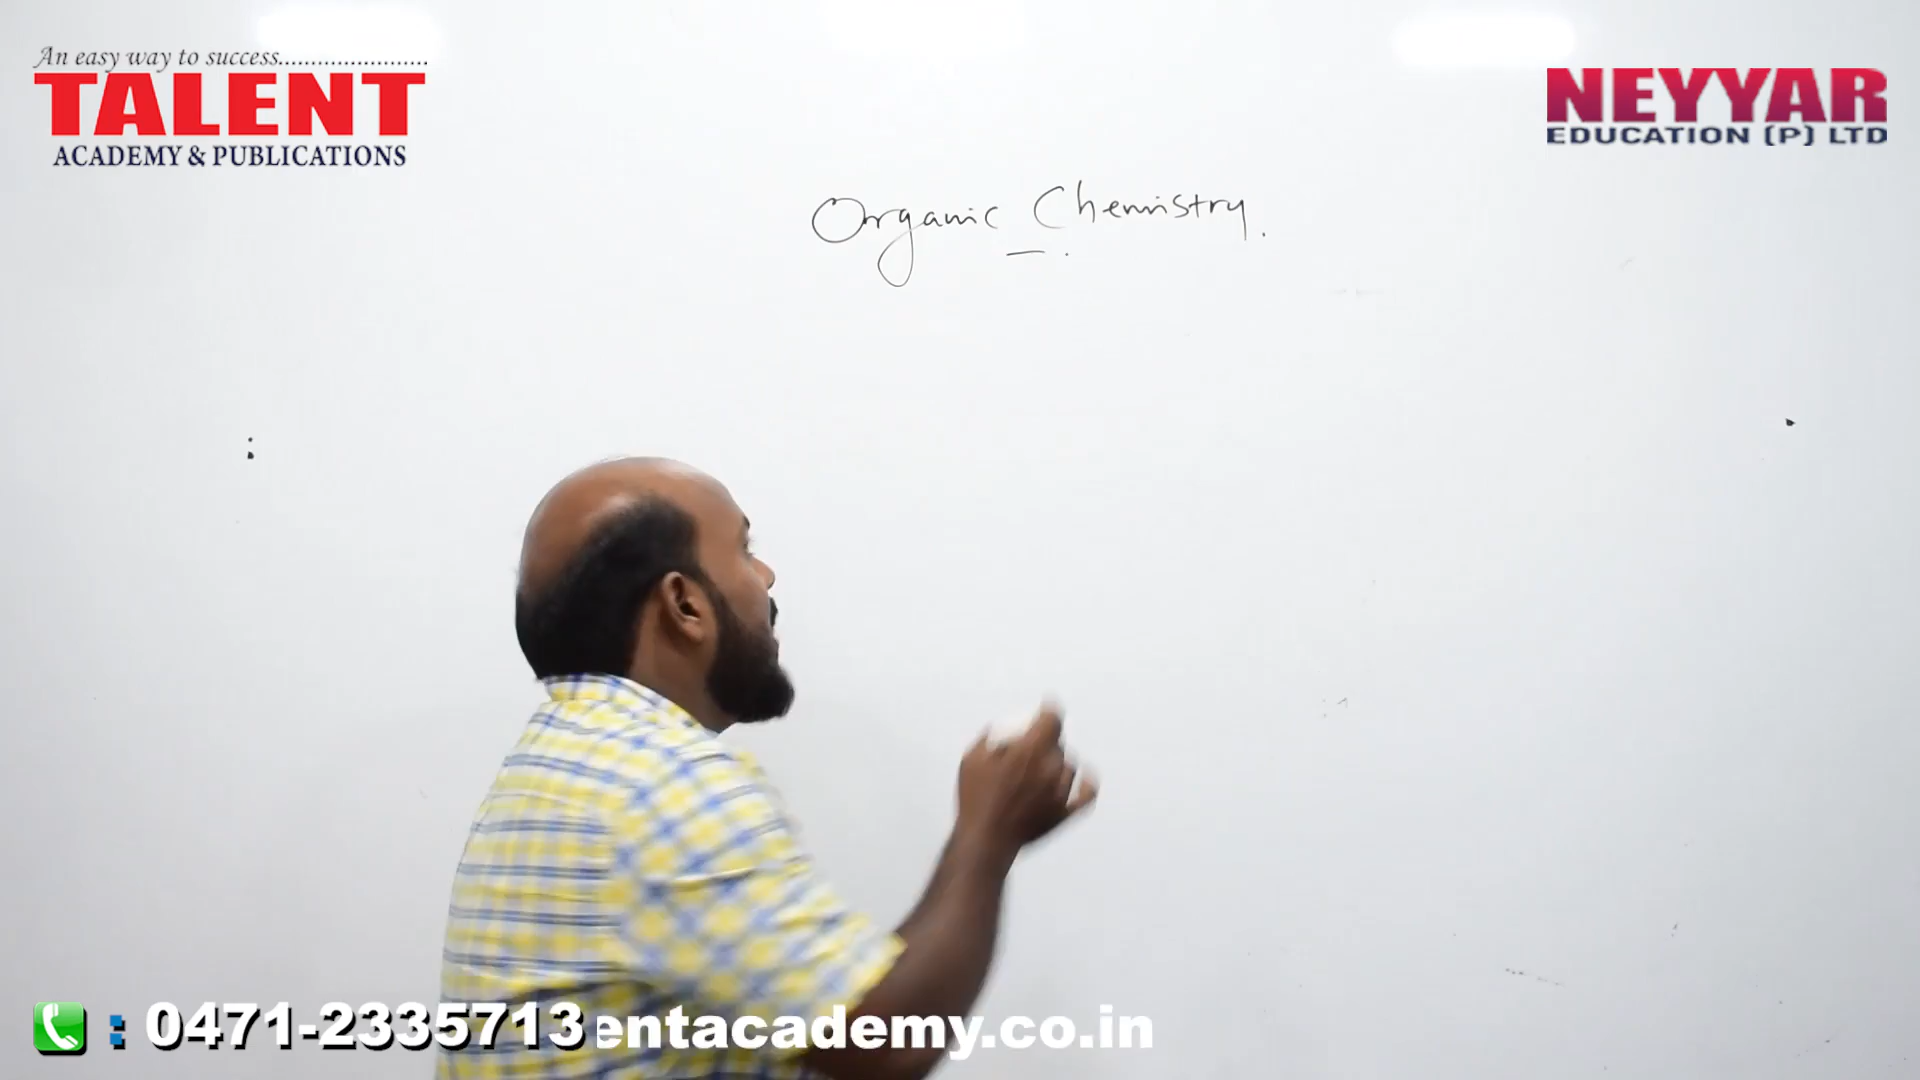 An easy way to success.......................
TALENT
ACADEMY & PUBLICATIONS
NEYYAR
EDUCATION (P) LTD
Organic Chemistry.
: 0471-2335713 entacademy.co.in